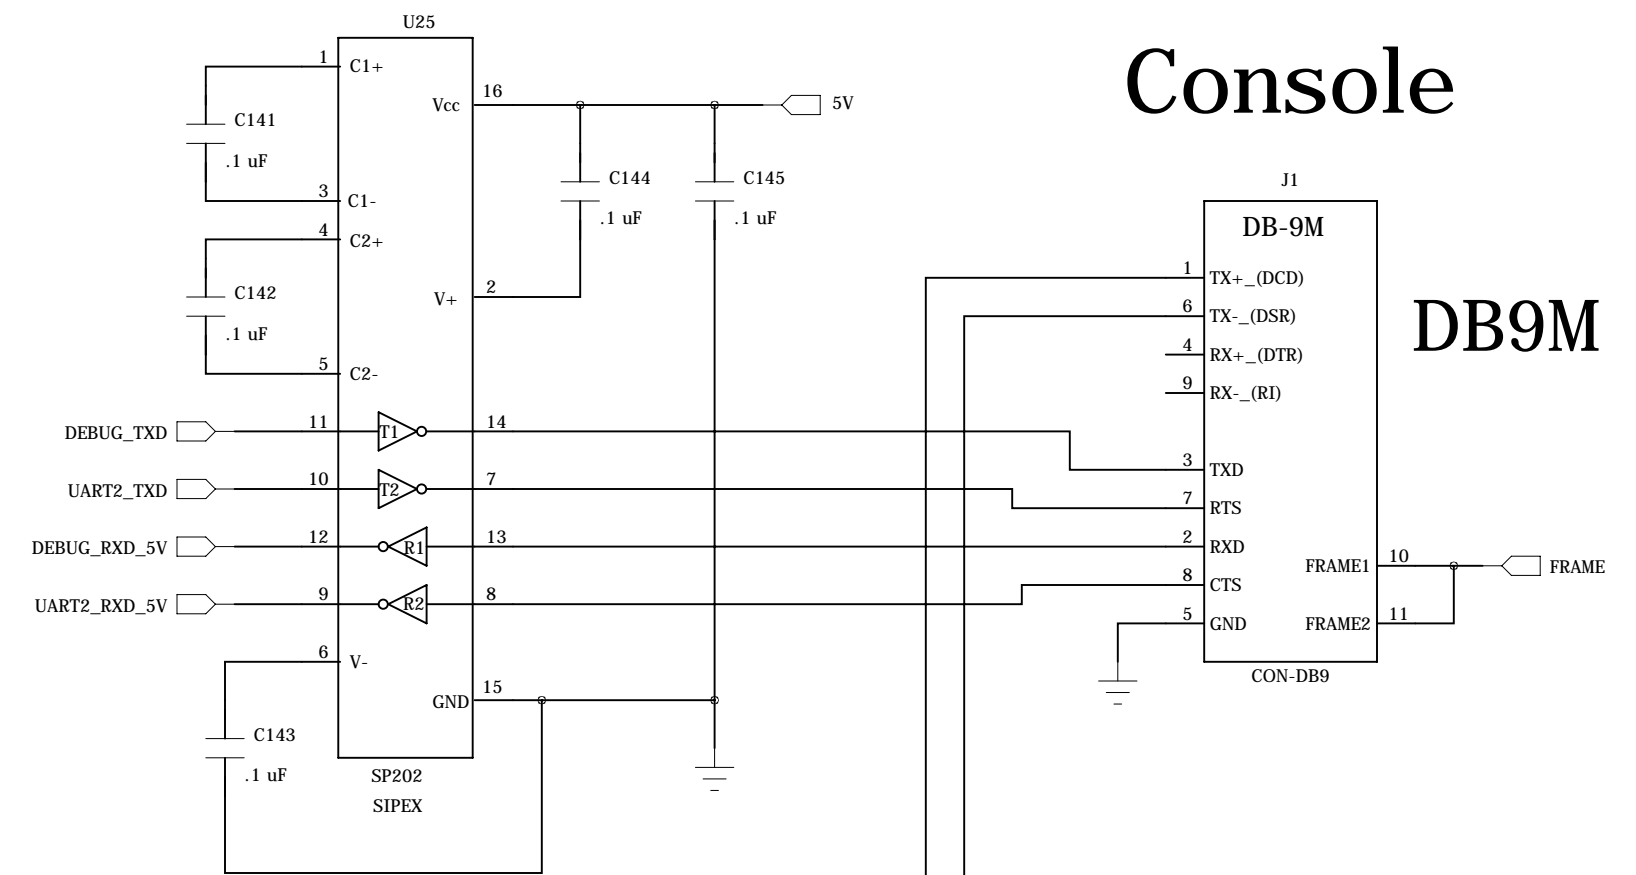 U25
Console
1
C1+
16
Vcc
5V
C141
.1 uF
C144
.1 uF
C145
.1 uF
J1
3
C1-
DB-9M
4
C2+
1
TX+_(DCD)
C142
.1 uF
2
V+
6
TX-_(DSR)
DB9M
4
RX+_(DTR)
5
C2-
9
RX-_(RI)
DEBUG_TXD
11
T1
14
3
TXD
UART2_TXD
10
T2
7
7
RTS
DEBUG_RXD_5V
12
R1
13
2
RXD
FRAME1
10
FRAME
8
CTS
UART2_RXD_5V
9
R2
8
5
GND
FRAME2
11
6
V-
CON-DB9
15
GND
C143
.1 uF
SP202
SIPEX